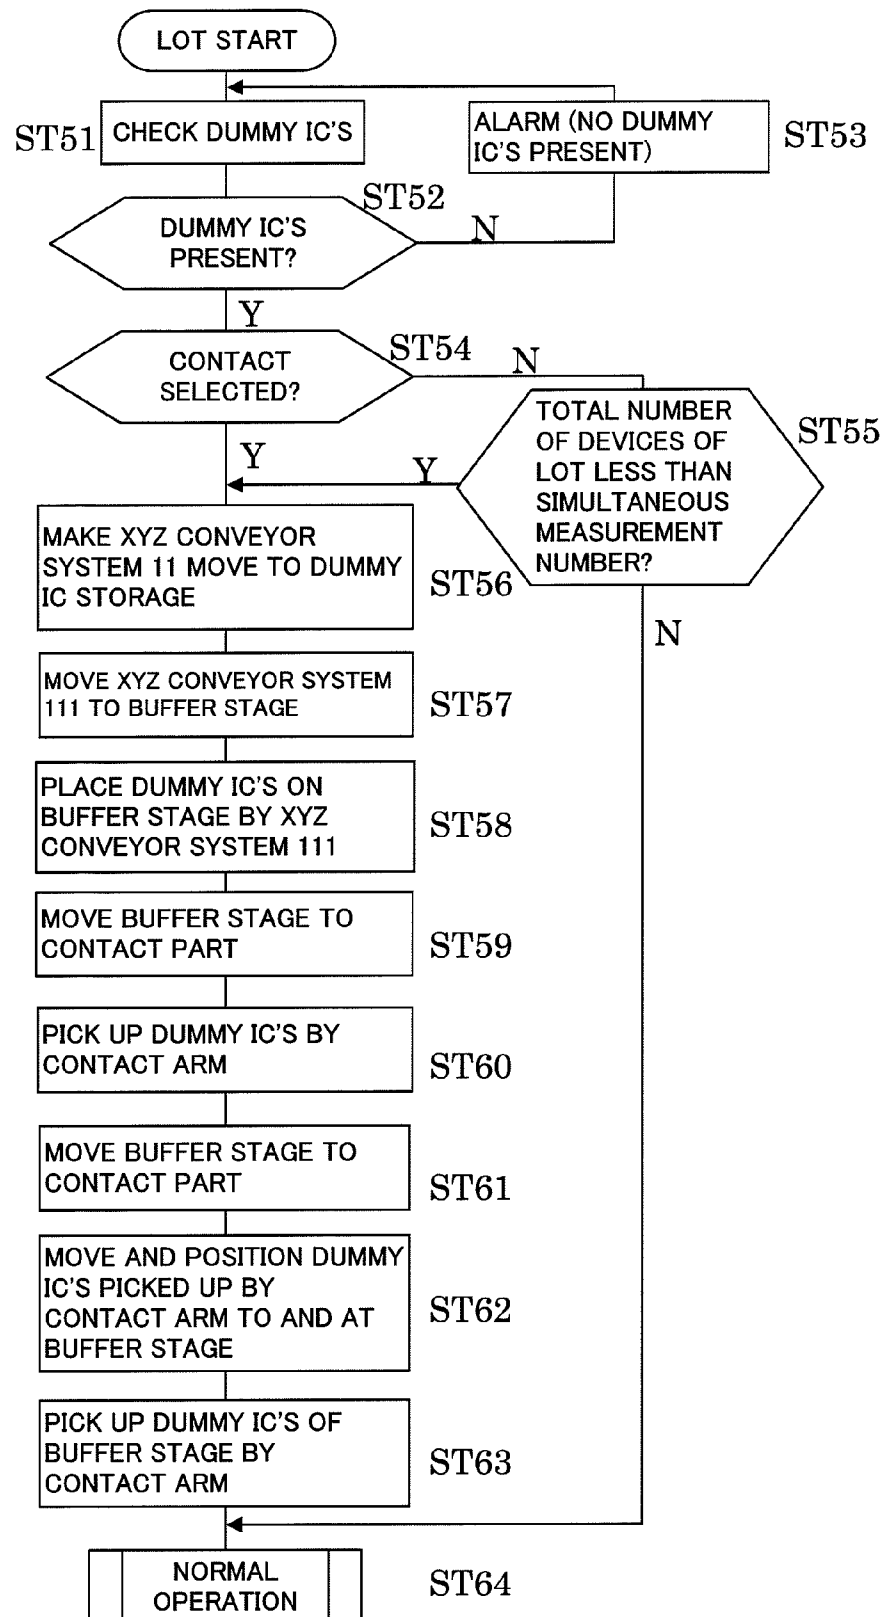 LOT START
ST51
CHECK DUMMY IC'S
ALARM (NO DUMMY
IC'S PRESENT)
ST53
ST52
DUMMY IC'S
PRESENT?
N
Y
ST54
CONTACT
SELECTED?
N
TOTAL NUMBER
OF DEVICES OF
LOT LESS THAN
SIMULTANEOUS
MEASUREMENT
NUMBER?
ST55
Y
Y
N
MAKE XYZ CONVEYOR
SYSTEM 11 MOVE TO DUMMY
IC STORAGE
ST56
MOVE XYZ CONVEYOR SYSTEM
111 TO BUFFER STAGE
ST57
PLACE DUMMY IC'S ON
BUFFER STAGE BY XYZ
CONVEYOR SYSTEM 111
ST58
MOVE BUFFER STAGE TO
CONTACT PART
ST59
PICK UP DUMMY IC'S BY
CONTACT ARM
ST60
MOVE BUFFER STAGE TO
CONTACT PART
ST61
MOVE AND POSITION DUMMY
IC'S PICKED UP BY
CONTACT ARM TO AND AT
BUFFER STAGE
ST62
PICK UP DUMMY IC'S OF
BUFFER STAGE BY
CONTACT ARM
ST63
NORMAL
OPERATION
ST64